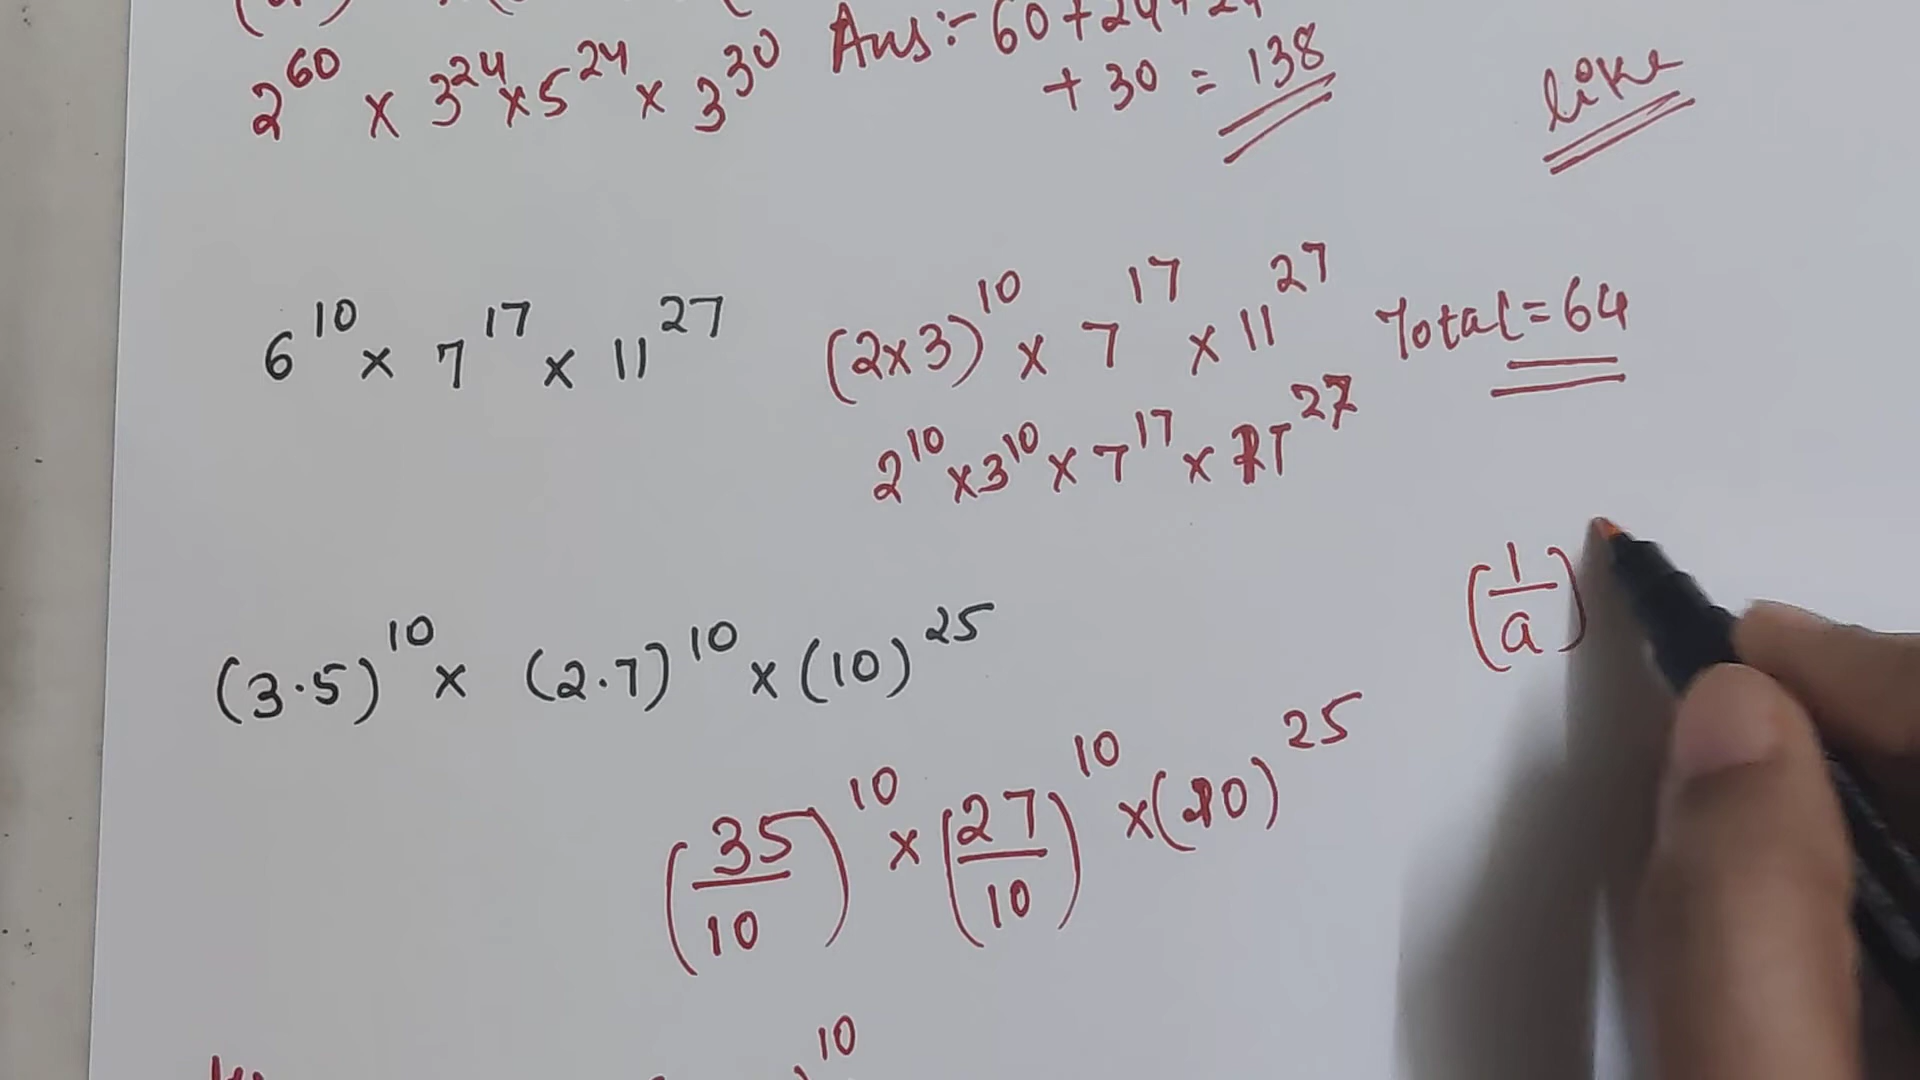 2^60 × 3^24 × 5^24 × 3^30 Ans:- 60+24+24
+ 30 = 138
like
6^10 × 7^17 × 11^27 (2×3)^10 × 7^17 × 11^27 Total = 64
2^10 × 3^10 × 7^17 × 11^27
(1/a)
(3.5)^10 × (2.7)^10 × (10)^25
(35/10)^10 × (27/10)^10 × (10)^25
10